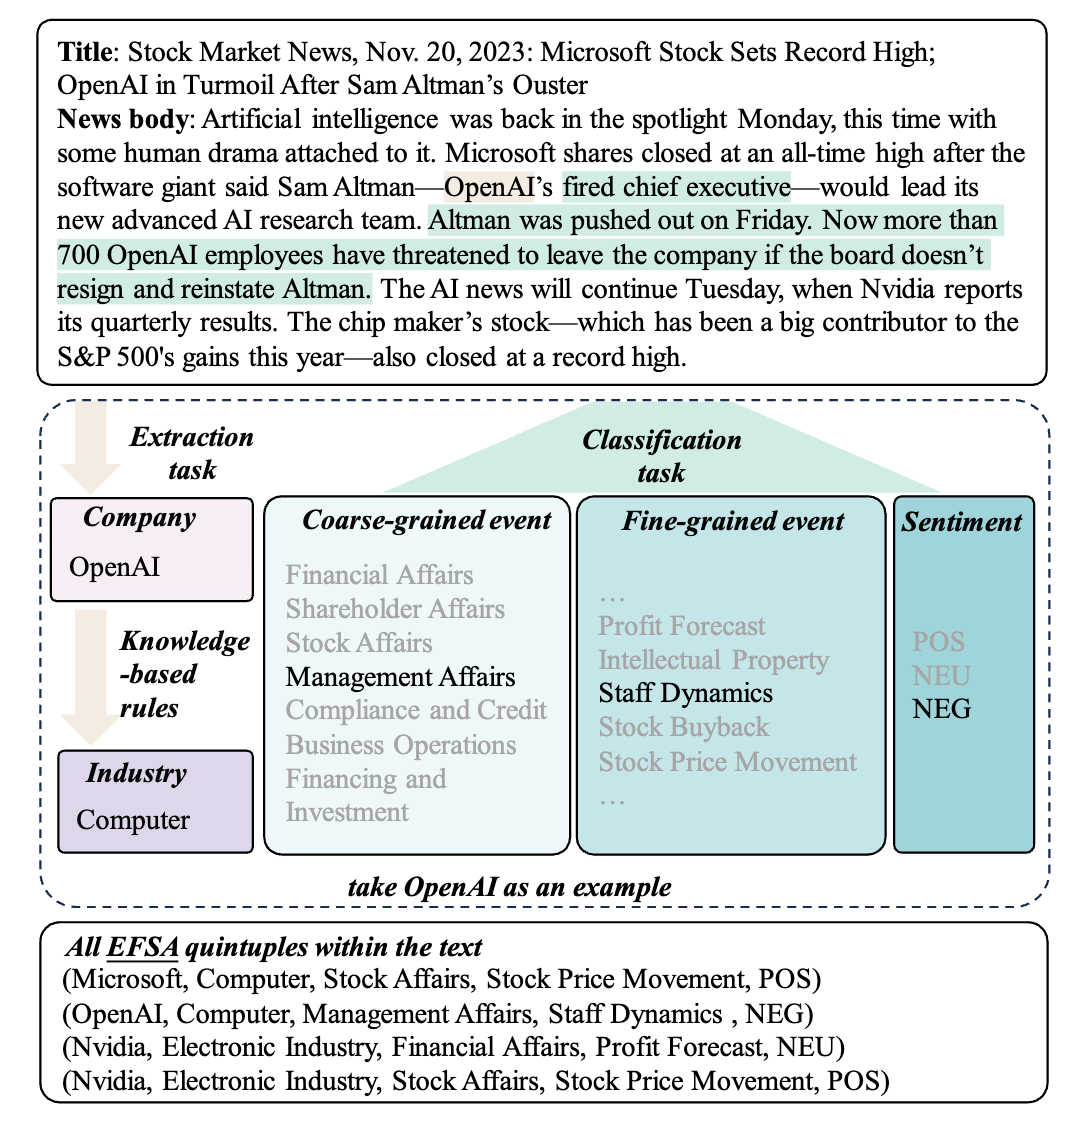 Title: Stock Market News, Nov. 20, 2023: Microsoft Stock Sets Record High;
OpenAI in Turmoil After Sam Altman’s Ouster
News body: Artificial intelligence was back in the spotlight Monday, this time with
some human drama attached to it. Microsoft shares closed at an all-time high after the
software giant said Sam Altman—OpenAI’s fired chief executive—would lead its
new advanced AI research team. Altman was pushed out on Friday. Now more than
700 OpenAI employees have threatened to leave the company if the board doesn’t
resign and reinstate Altman. The AI news will continue Tuesday, when Nvidia reports
its quarterly results. The chip maker’s stock—which has been a big contributor to the
S&P 500's gains this year—also closed at a record high.
Extraction
task
Classification
task
Company
OpenAI
Knowledge
-based
rules
Industry
Computer
Coarse-grained event
Financial Affairs
Shareholder Affairs
Stock Affairs
Management Affairs
Compliance and Credit
Business Operations
Financing and
Investment
Fine-grained event
…
Profit Forecast
Intellectual Property
Staff Dynamics
Stock Buyback
Stock Price Movement
…
Sentiment
POS
NEU
NEG
take OpenAI as an example
All EFSA quintuples within the text
(Microsoft, Computer, Stock Affairs, Stock Price Movement, POS)
(OpenAI, Computer, Management Affairs, Staff Dynamics , NEG)
(Nvidia, Electronic Industry, Financial Affairs, Profit Forecast, NEU)
(Nvidia, Electronic Industry, Stock Affairs, Stock Price Movement, POS)